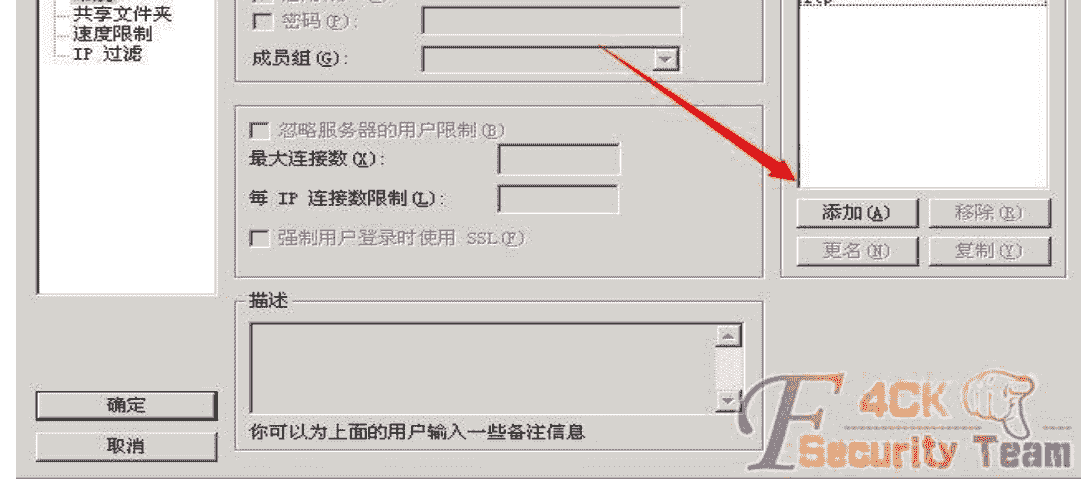 共享文件夹
速度限制
IP 过滤
确定
取消
密码(P):
成员组(G):
忽略服务器的用户限制(B)
最大连接数(X):
每 IP 连接数限制(L):
强制用户登录时使用 SSL(F)
描述
你可以为上面的用户输入一些备注信息
添加(A)
移除(R)
更名(N)
复制(Y)
F4CK
Security Team